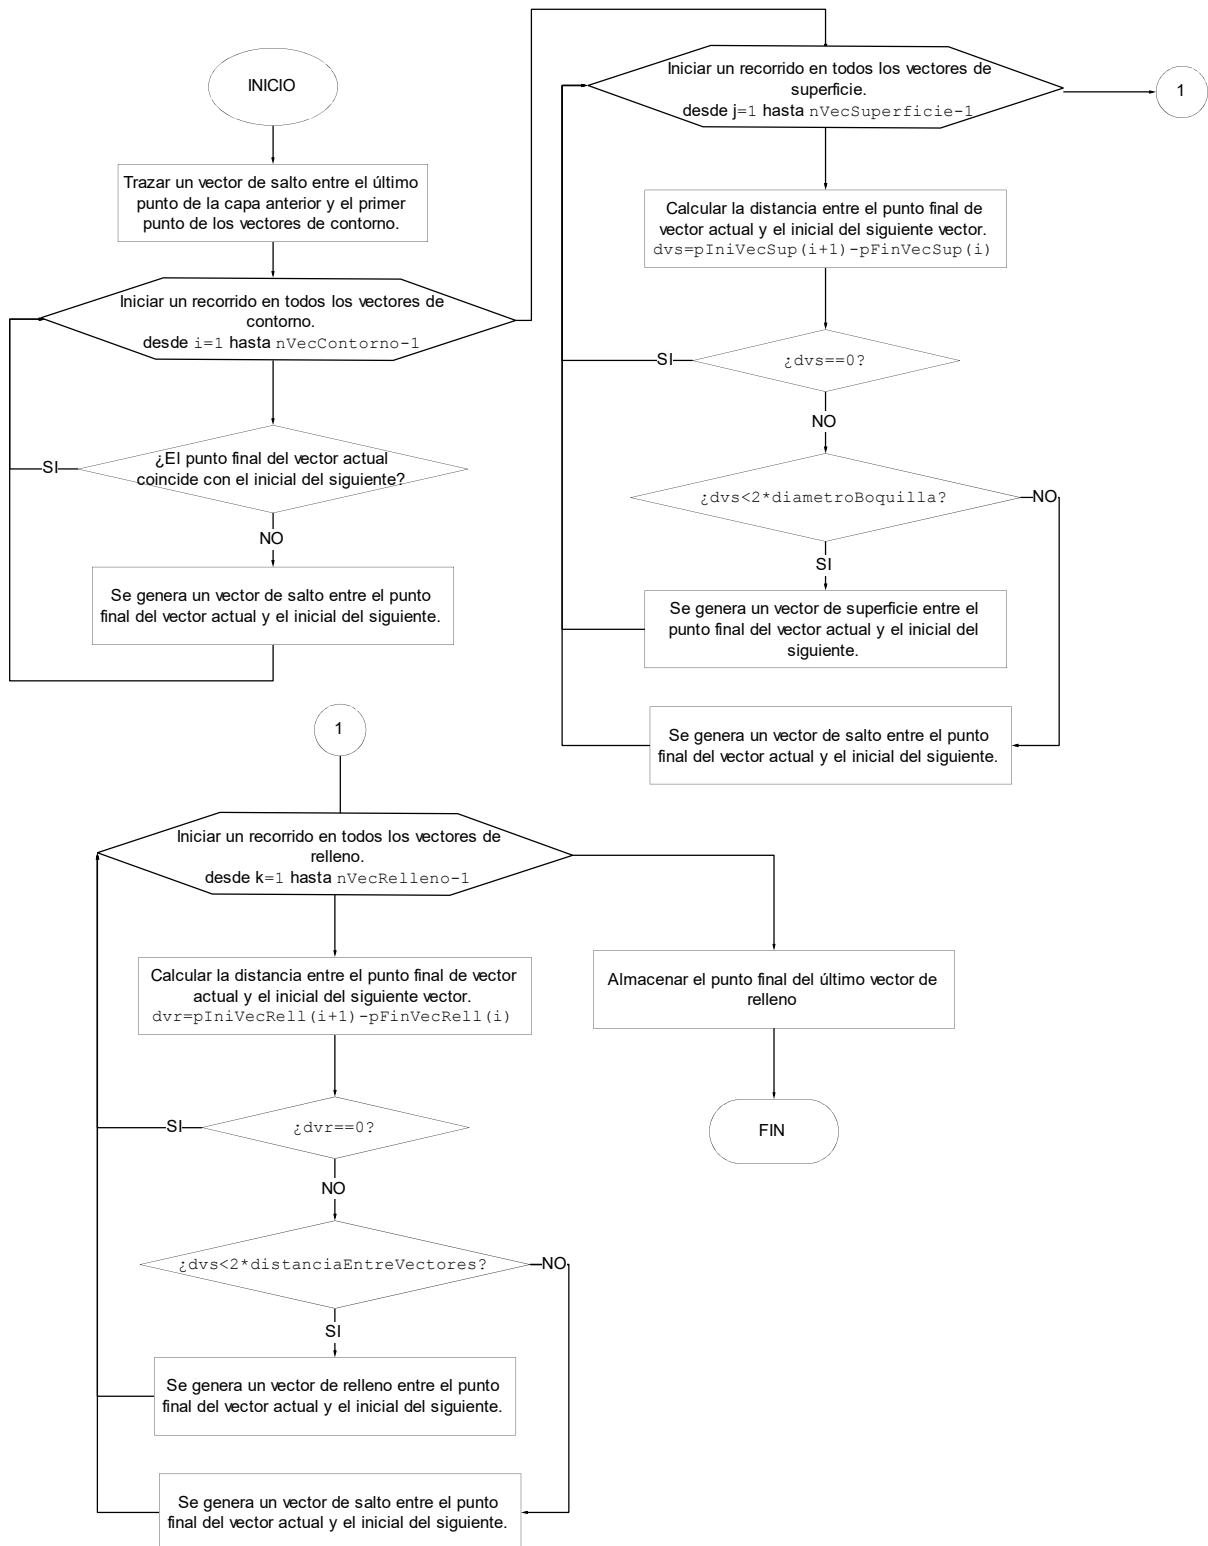 INICIO
Trazar un vector de salto entre el último
punto de la capa anterior y el primer
punto de los vectores de contorno.
Iniciar un recorrido en todos los vectores de
contorno.
desde i=1 hasta nVecContorno-1
SI
¿El punto final del vector actual
coincide con el inicial del siguiente?
NO
Se genera un vector de salto entre el punto
final del vector actual y el inicial del siguiente.
Iniciar un recorrido en todos los vectores de
superficie.
desde j=1 hasta nVecSuperficie-1
1
Calcular la distancia entre el punto final de
vector actual y el inicial del siguiente vector.
dvs=pIniVecSup(i+1)-pFinVecSup(i)
SI
¿dvs==0?
NO
¿dvs<2*diametroBoquilla?
NO
SI
Se genera un vector de superficie entre el
punto final del vector actual y el inicial del
siguiente.
Se genera un vector de salto entre el punto
final del vector actual y el inicial del siguiente.
1
Iniciar un recorrido en todos los vectores de
relleno.
desde k=1 hasta nVecRelleno-1
Calcular la distancia entre el punto final de vector
actual y el inicial del siguiente vector.
dvr=pIniVecRell(i+1)-pFinVecRell(i)
SI
¿dvr==0?
NO
¿dvs<2*distanciaEntreVectores?
NO
SI
Se genera un vector de relleno entre el punto
final del vector actual y el inicial del siguiente.
Se genera un vector de salto entre el punto
final del vector actual y el inicial del siguiente.
Almacenar el punto final del último vector de
relleno
FIN